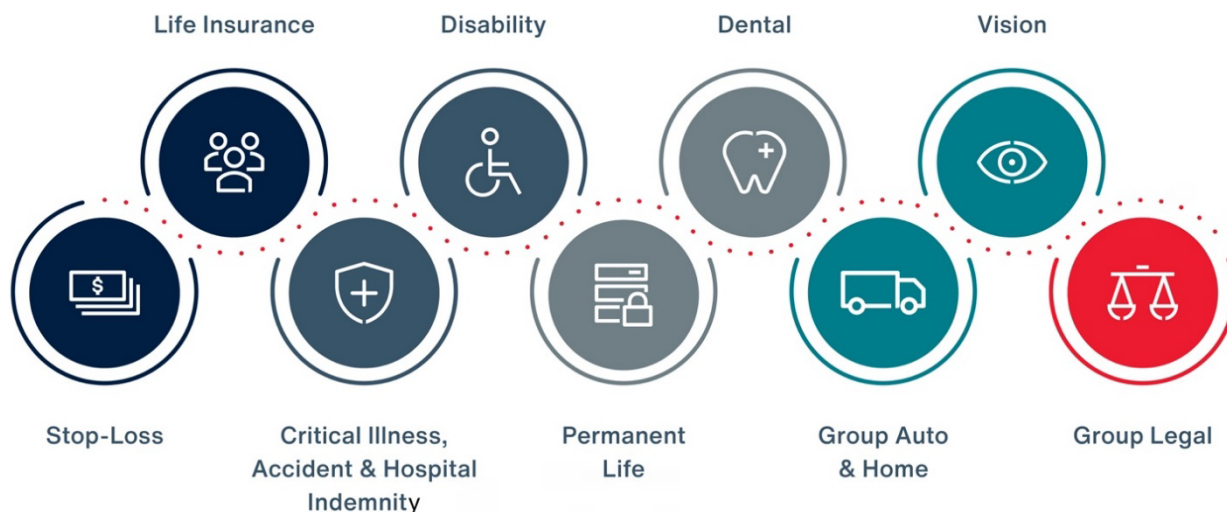 Life Insurance
Disability
Dental
Vision
$
Stop-Loss
Critical Illness,
Accident & Hospital
Indemnity
Permanent
Life
Group Auto
& Home
Group Legal